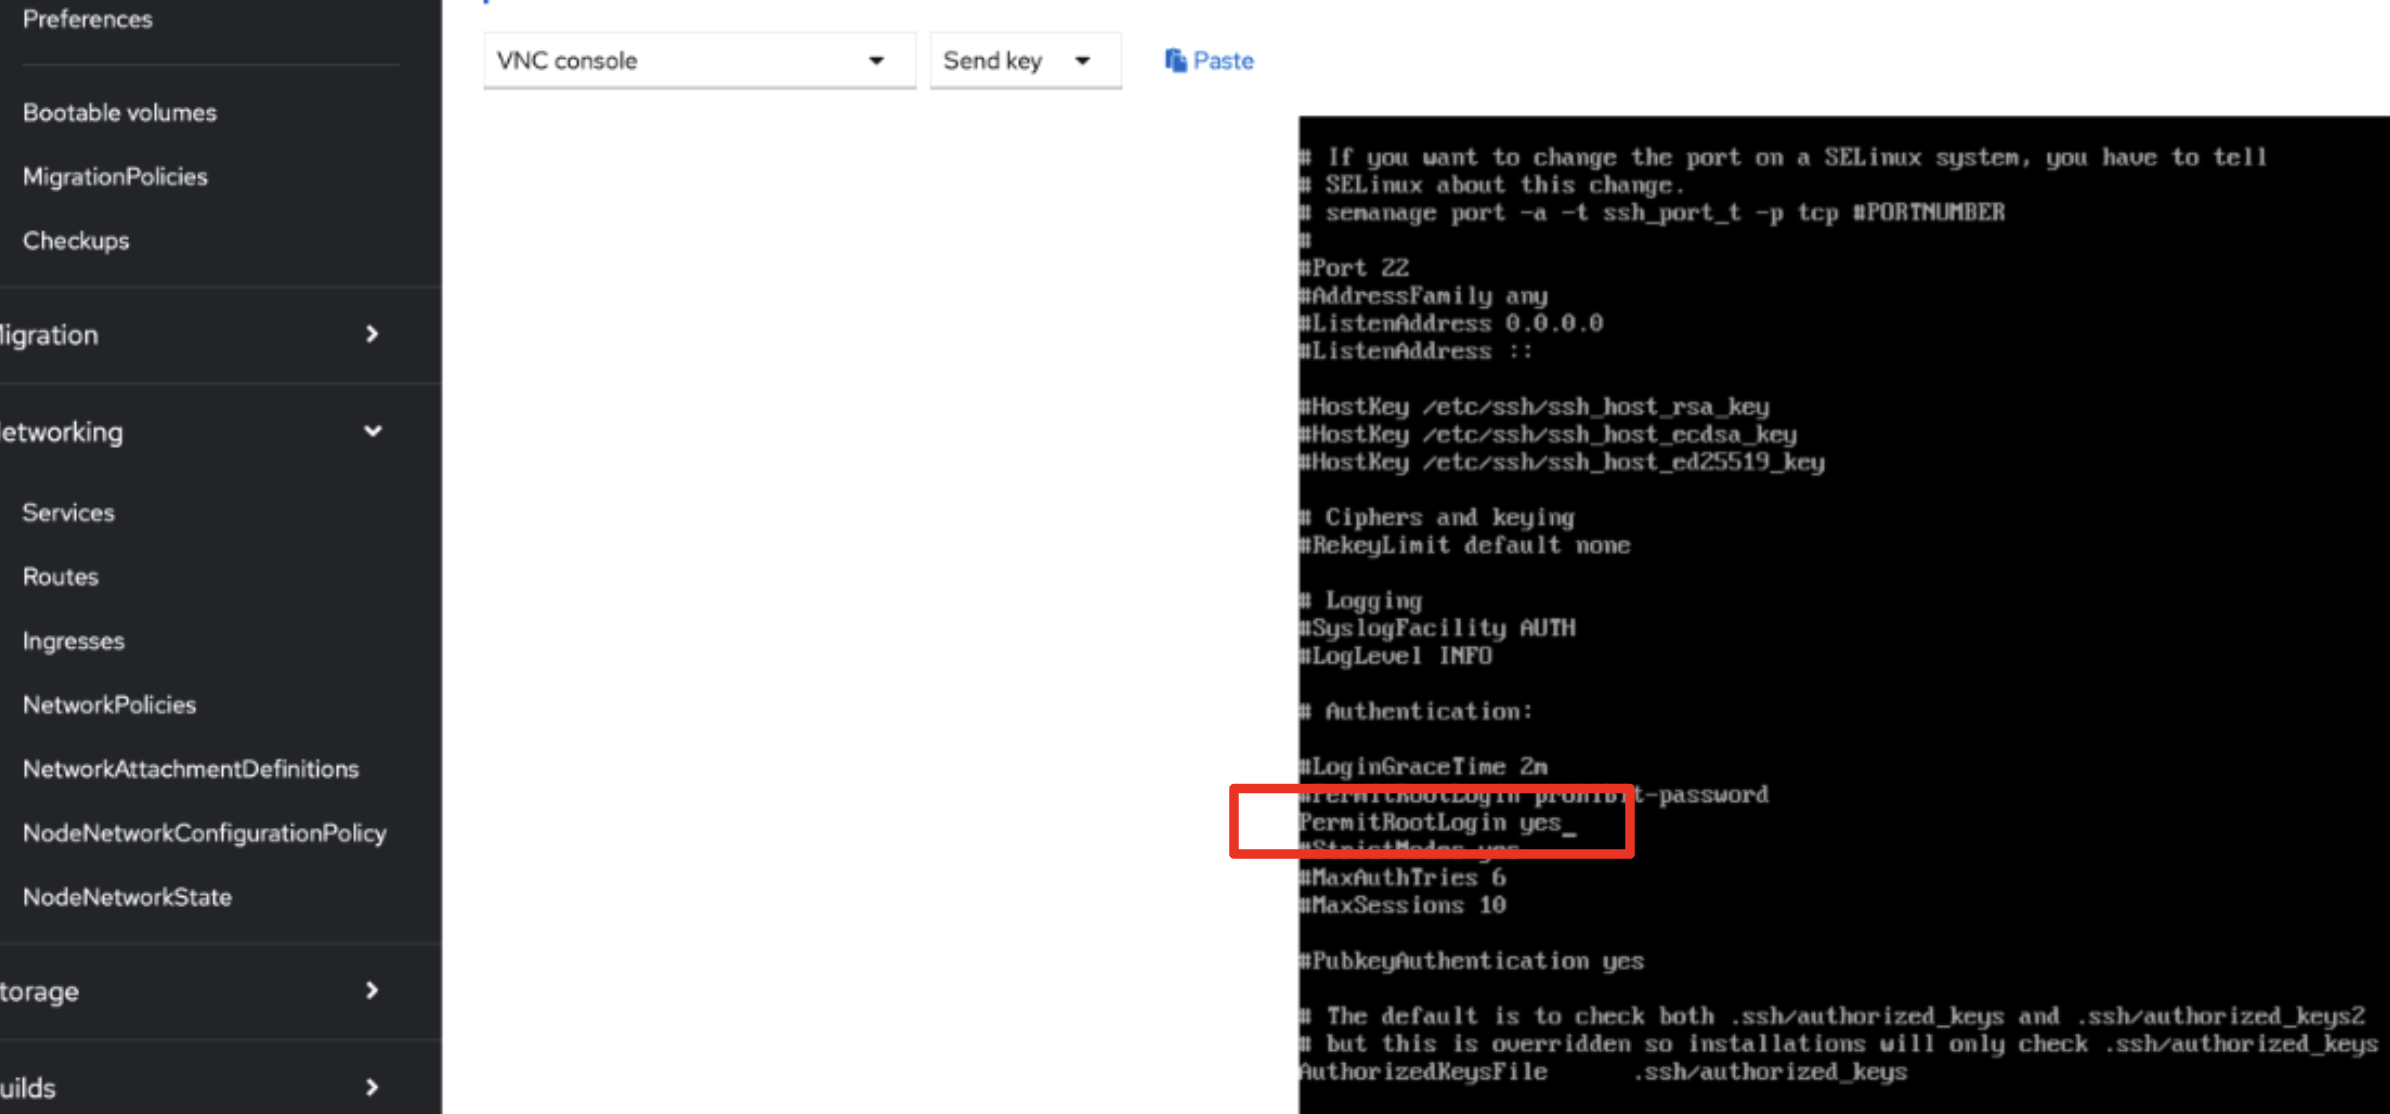 Preferences
Bootable volumes
MigrationPolicies
Checkups
igration
etworking
Services
Routes
Ingresses
NetworkPolicies
NetworkAttachmentDefinitions
NodeNetworkConfigurationPolicy
NodeNetworkState
torage
uilds
VNC console
Send key
Paste
# If you want to change the port on a SELinux system, you have to tell
# SELinux about this change.
# semanage port -a -t ssh_port_t -p tcp #PORTNUMBER
#
#Port 22
#AddressFamily any
#ListenAddress 0.0.0.0
#ListenAddress ::
#HostKey /etc/ssh/ssh_host_rsa_key
#HostKey /etc/ssh/ssh_host_ecdsa_key
#HostKey /etc/ssh/ssh_host_ed25519_key
# Ciphers and keying
#RekeyLimit default none
# Logging
#SyslogFacility AUTH
#LogLevel INFO
# Authentication:
#LoginGraceTime 2m
#PermitRootLogin prohibit-password
PermitRootLogin yes_
#StrictModes yes
#MaxAuthTries 6
#MaxSessions 10
#PubkeyAuthentication yes
# The default is to check both .ssh/authorized_keys and .ssh/authorized_keys2
# but this is overridden so installations will only check .ssh/authorized_keys
AuthorizedKeysFile .ssh/authorized_keys